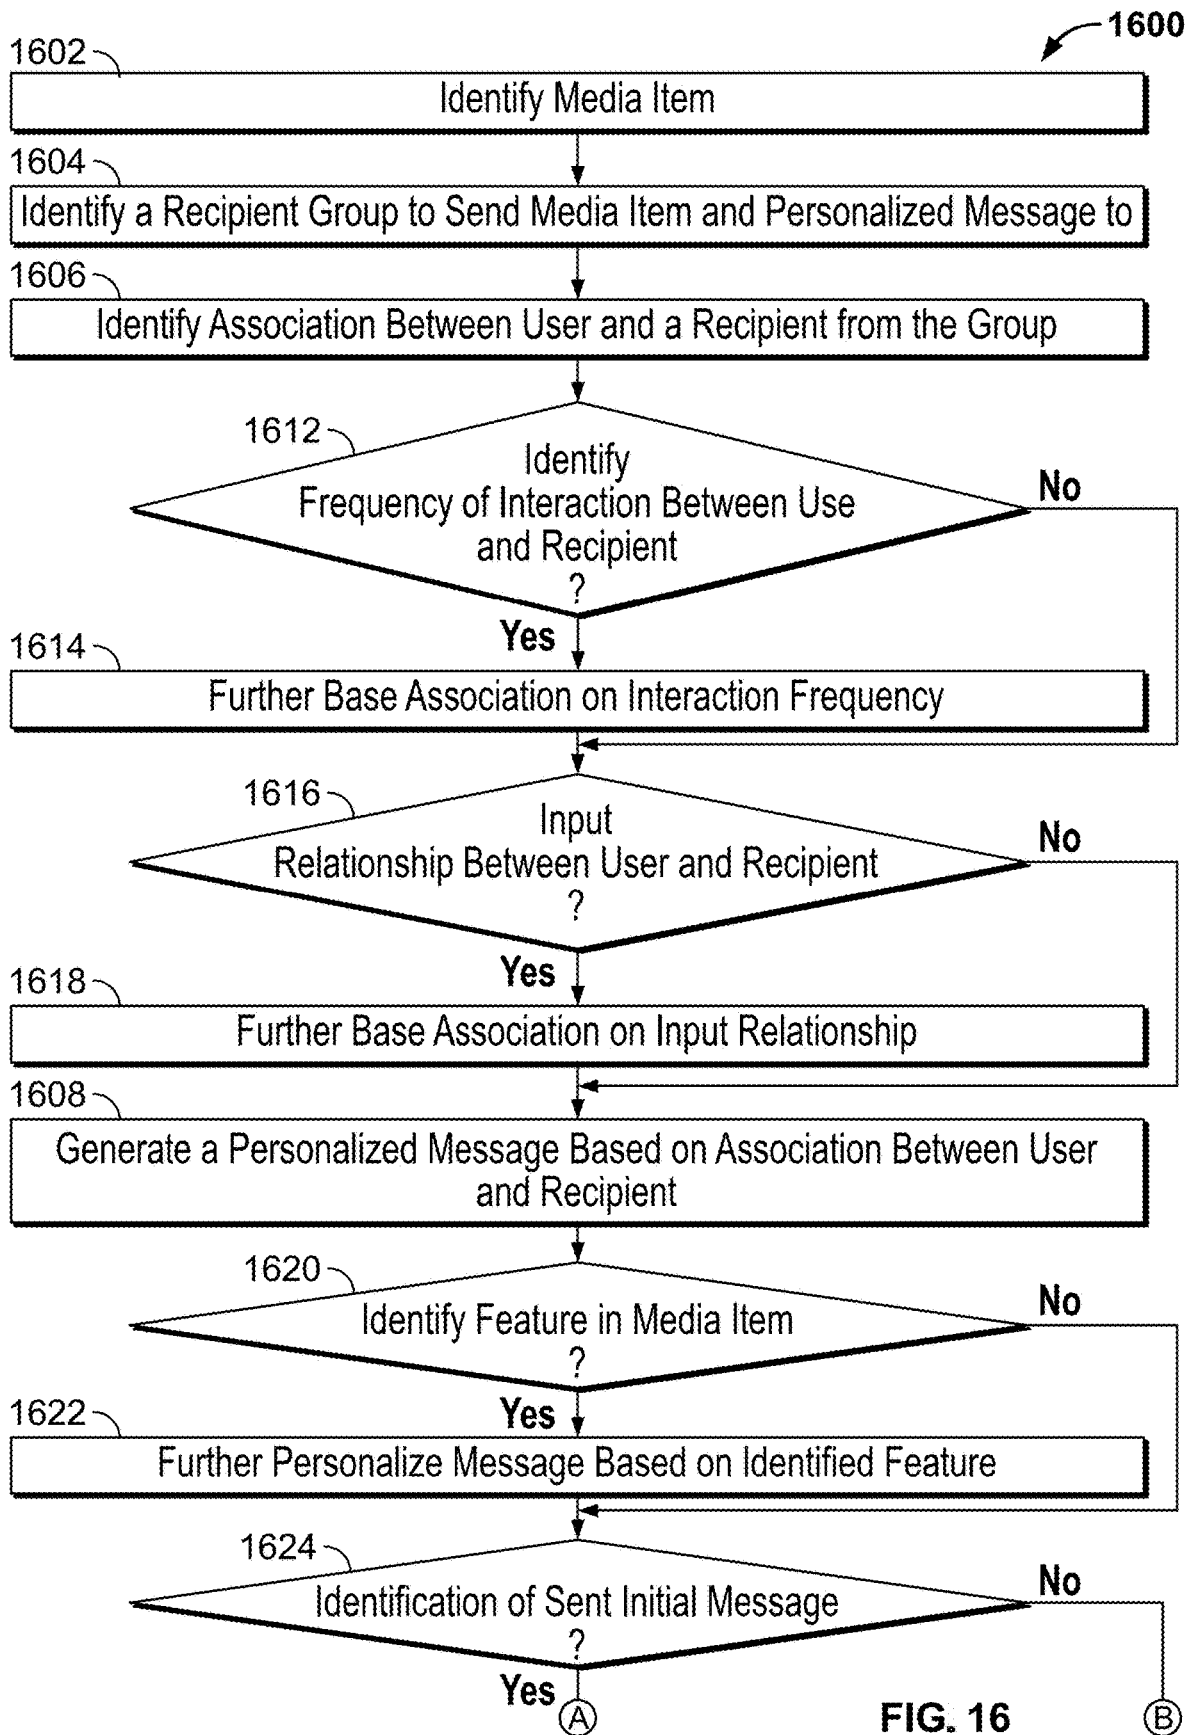 1600
1602
Identify Media Item
1604
Identify a Recipient Group to Send Media Item and Personalized Message to
1606
Identify Association Between User and a Recipient from the Group
1612
Identify
Frequency of Interaction Between Use
and Recipient
?
No
Yes
1614
Further Base Association on Interaction Frequency
1616
Input
Relationship Between User and Recipient
?
No
Yes
1618
Further Base Association on Input Relationship
1608
Generate a Personalized Message Based on Association Between User
and Recipient
1620
Identify Feature in Media Item
?
No
Yes
1622
Further Personalize Message Based on Identified Feature
1624
Identification of Sent Initial Message
?
No
Yes
A
FIG. 16
B